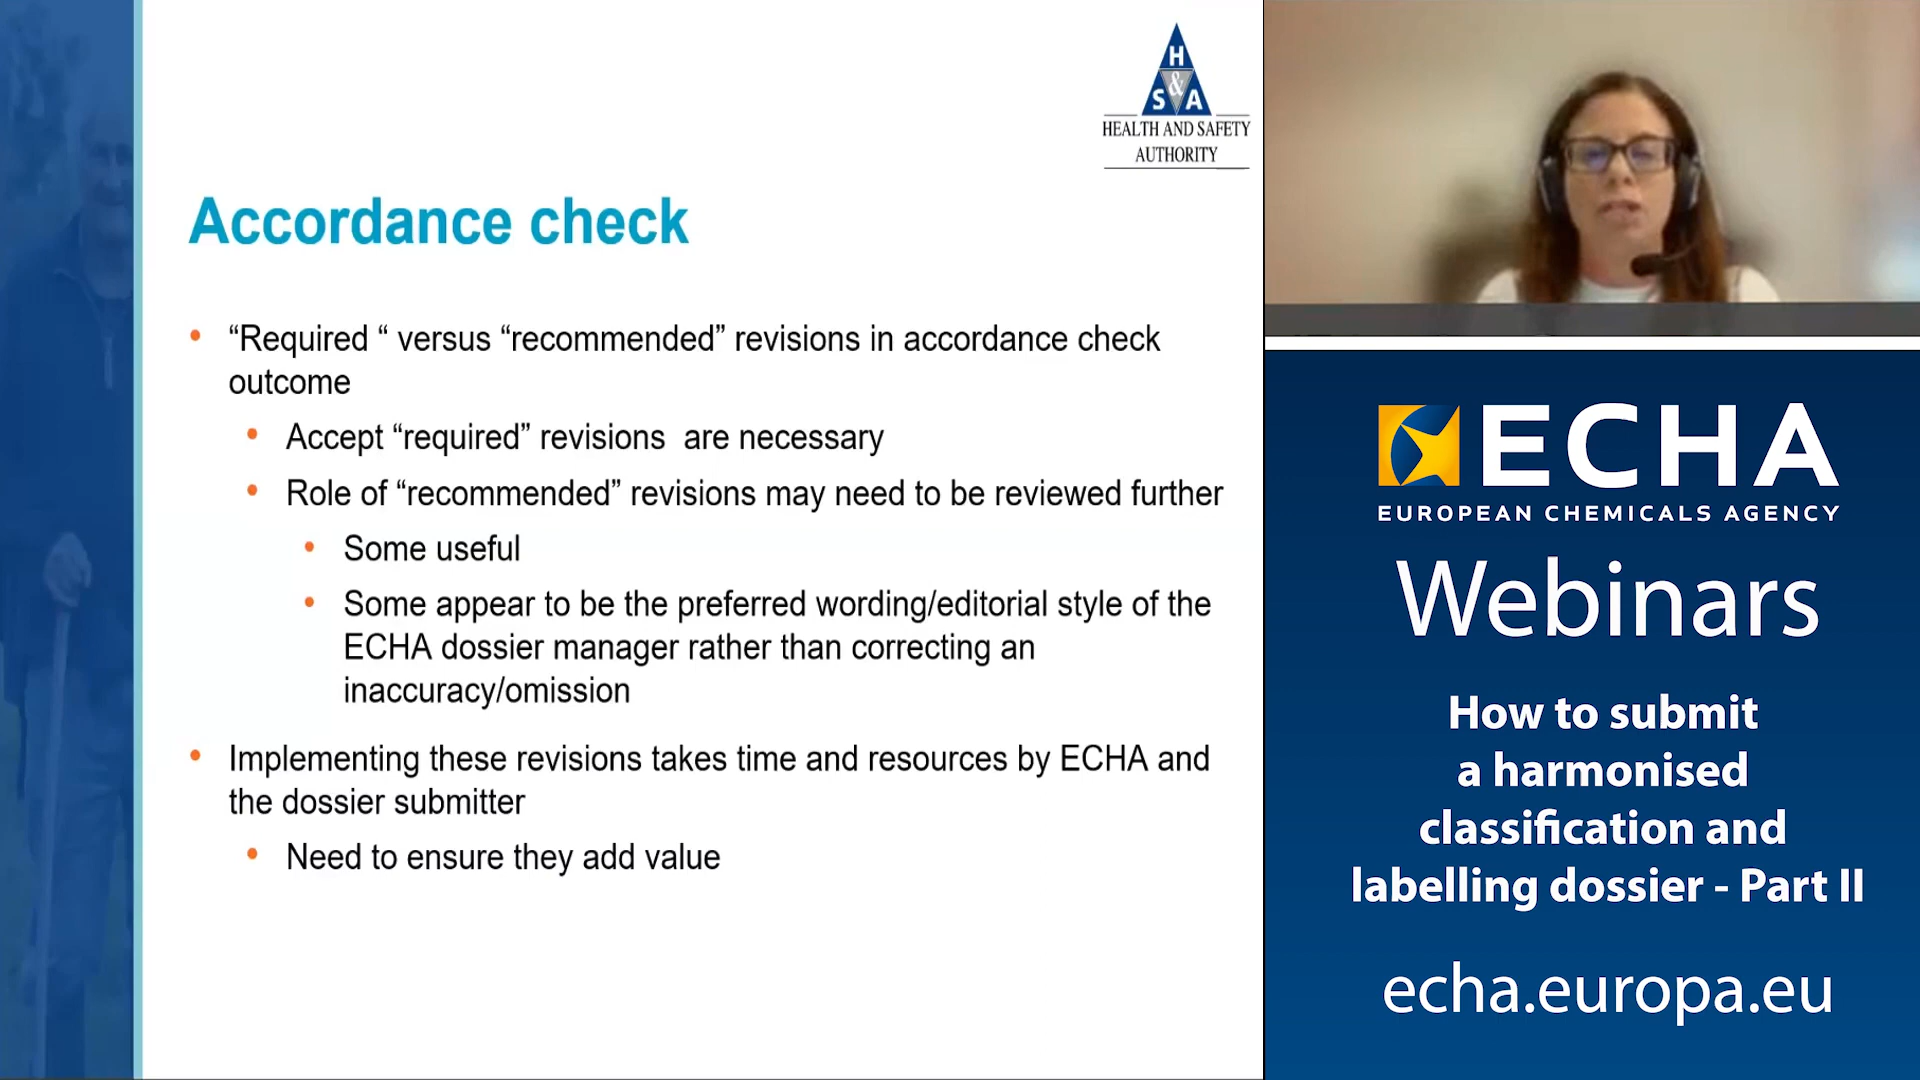 H
&
S A
HEALTH AND SAFETY
AUTHORITY
Accordance check
• “Required “ versus “recommended” revisions in accordance check
outcome
• Accept “required” revisions  are necessary
• Role of “recommended” revisions may need to be reviewed further
• Some useful
• Some appear to be the preferred wording/editorial style of the
ECHA dossier manager rather than correcting an
inaccuracy/omission
• Implementing these revisions takes time and resources by ECHA and
the dossier submitter
• Need to ensure they add value
ECHA
EUROPEAN CHEMICALS AGENCY
Webinars
How to submit
a harmonised
classification and
labelling dossier - Part II
echa.europa.eu